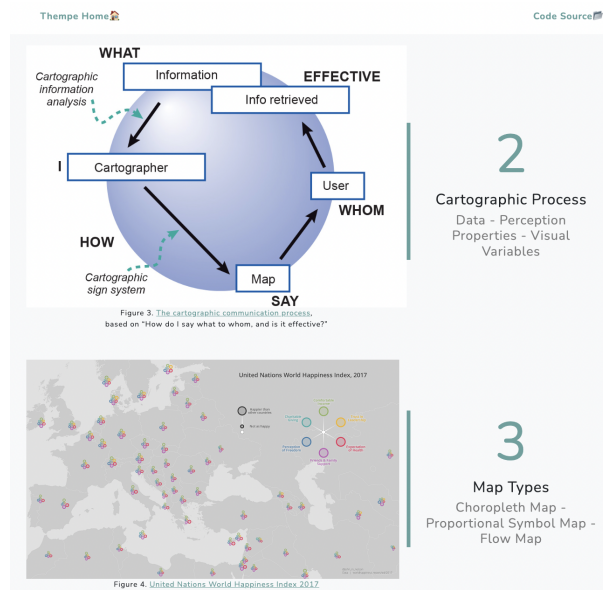 Thempe Home
Code Source
WHAT
Cartographic
information
analysis
Information
EFFECTIVE
Info retrieved
I
Cartographer
User
WHOM
HOW
Cartographic
sign system
Map
SAY
Figure 3. The cartographic communication process,
based on "How do I say what to whom, and is it effective?"
2
Cartographic Process
Data - Perception
Properties - Visual
Variables
United Nations World Happiness Index, 2017
3
Map Types
Choropleth Map -
Proportional Symbol Map -
Flow Map
Figure 4. United Nations World Happiness Index 2017